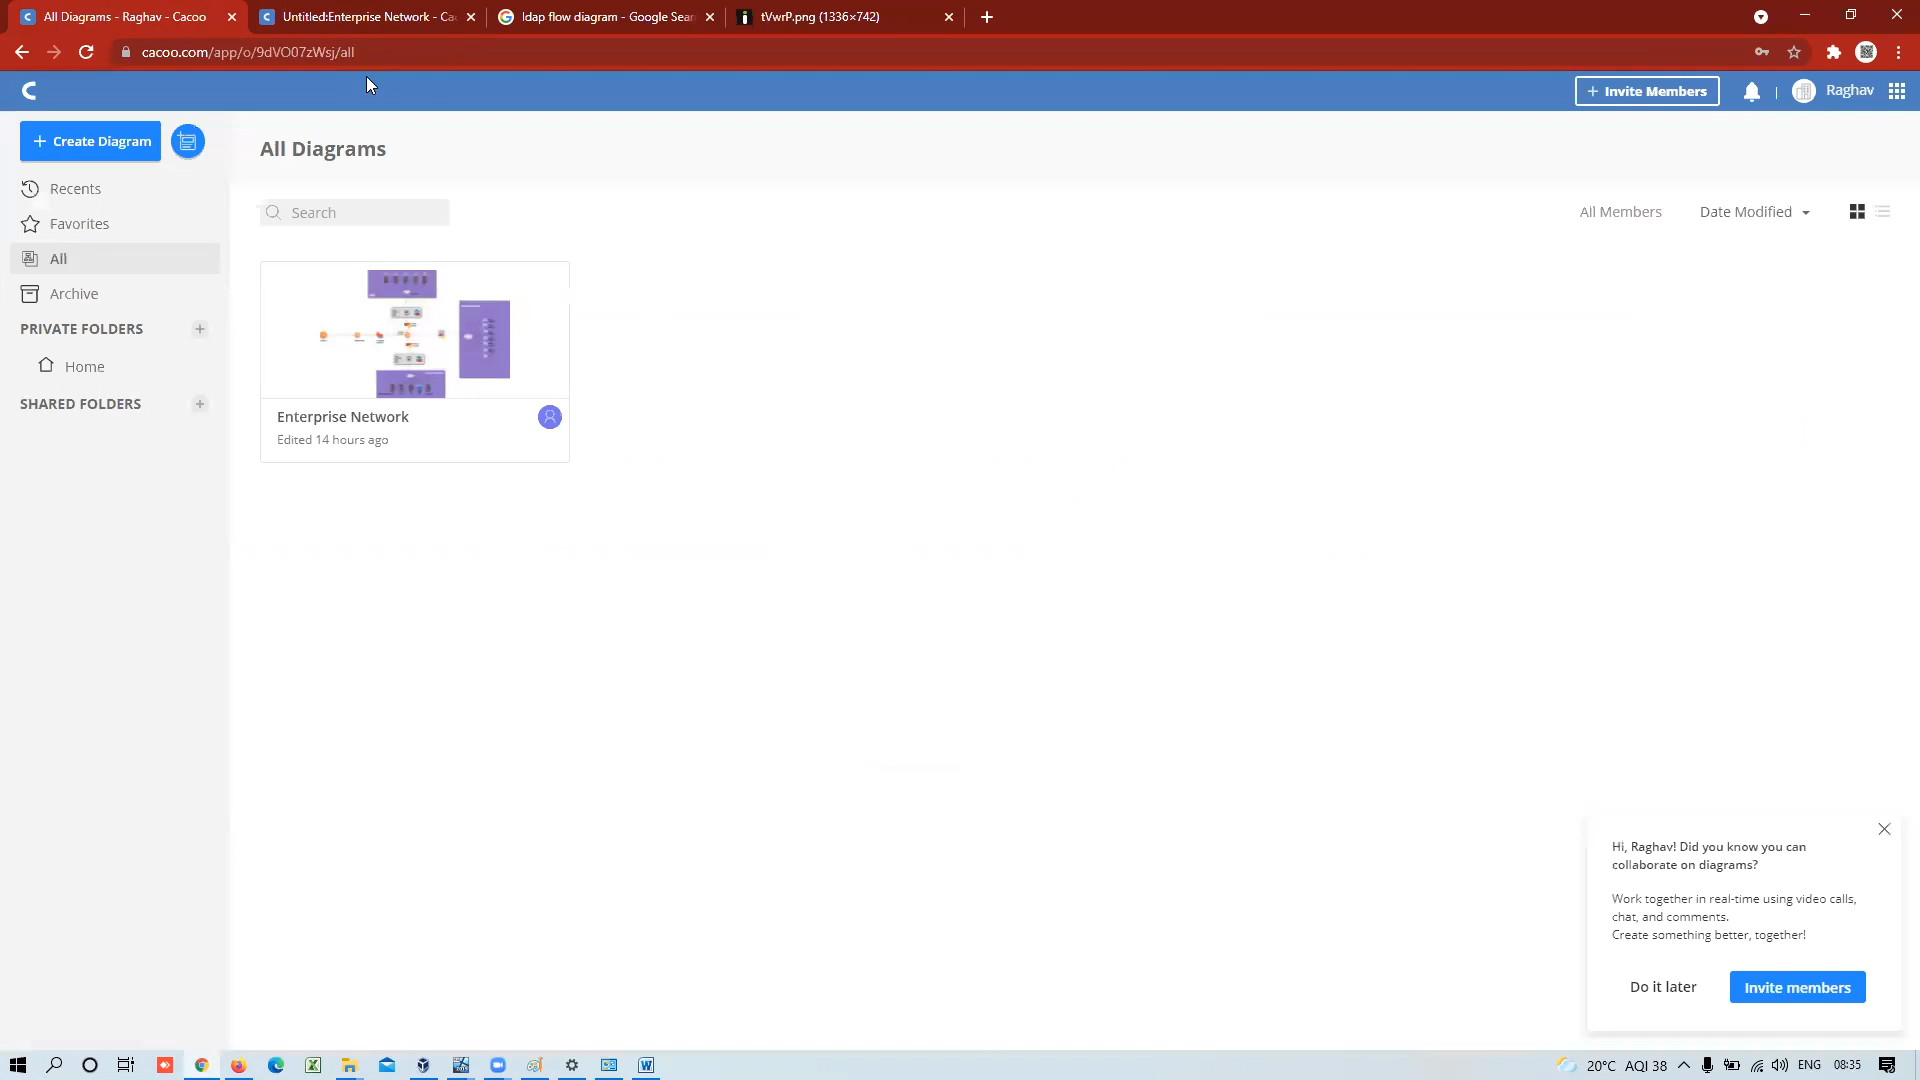 All Diagrams - Raghav - Cacoo
Untitled:Enterprise Network - Ca
ldap flow diagram - Google Sear
tVwrP.png (1336×742)
cacoo.com/app/o/9dVO07zWsj/all
+ Invite Members
Raghav
+ Create Diagram
All Diagrams
Recents
Search
All Members
Date Modified
Favorites
All
Archive
PRIVATE FOLDERS
Home
SHARED FOLDERS
Enterprise Network
Edited 14 hours ago
Hi, Raghav! Did you know you can
collaborate on diagrams?
Work together in real-time using video calls,
chat, and comments.
Create something better, together!
Do it later
Invite members
20°C AQI 38
ENG
08:35